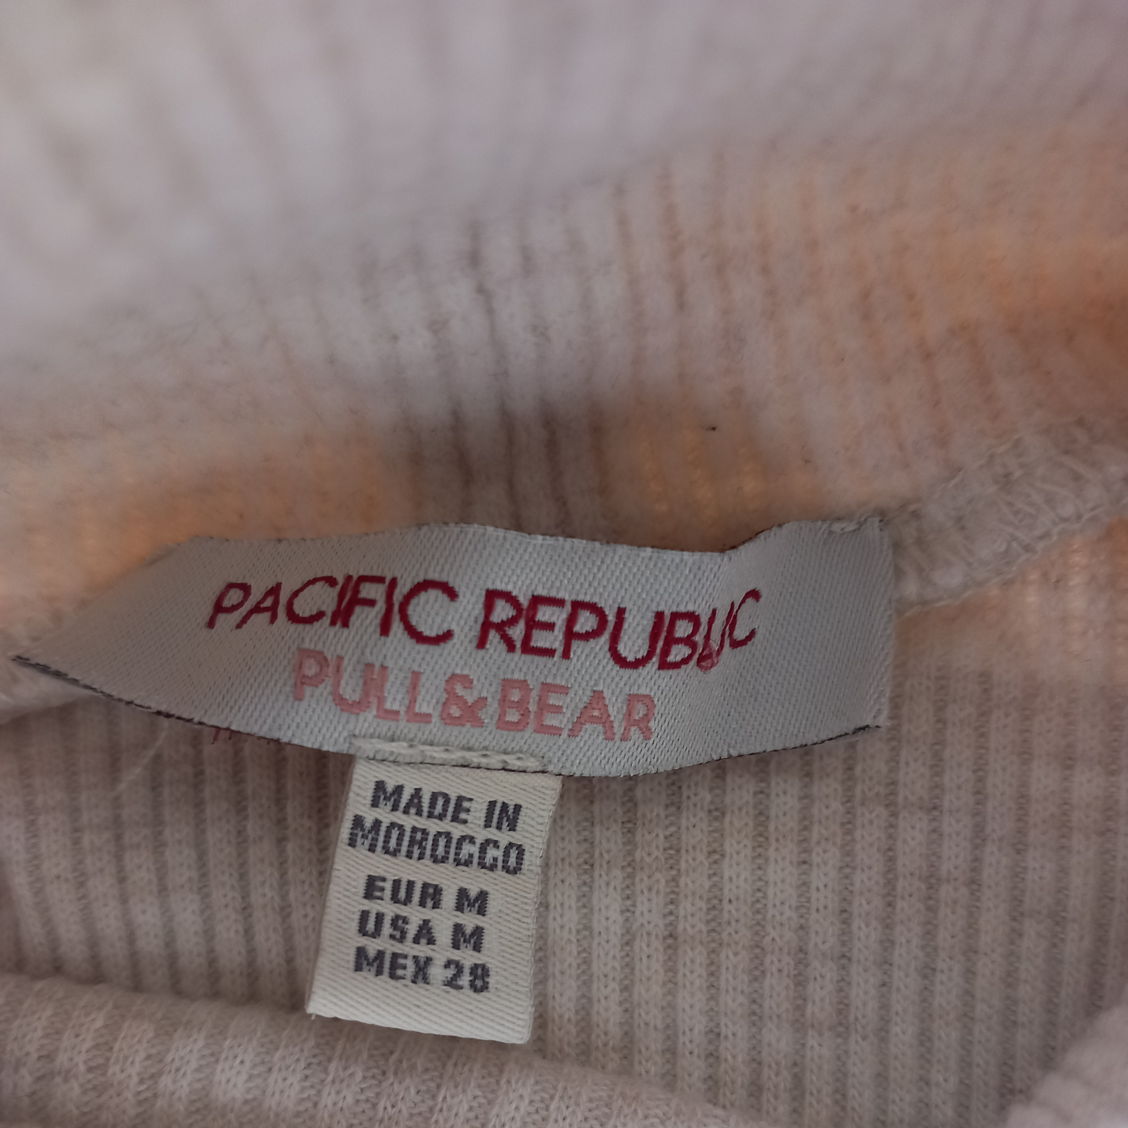 PACIFIC REPUBLIC
PULL&BEAR
MADE IN
MOROCCO
EUR M
USA M
MEX 28